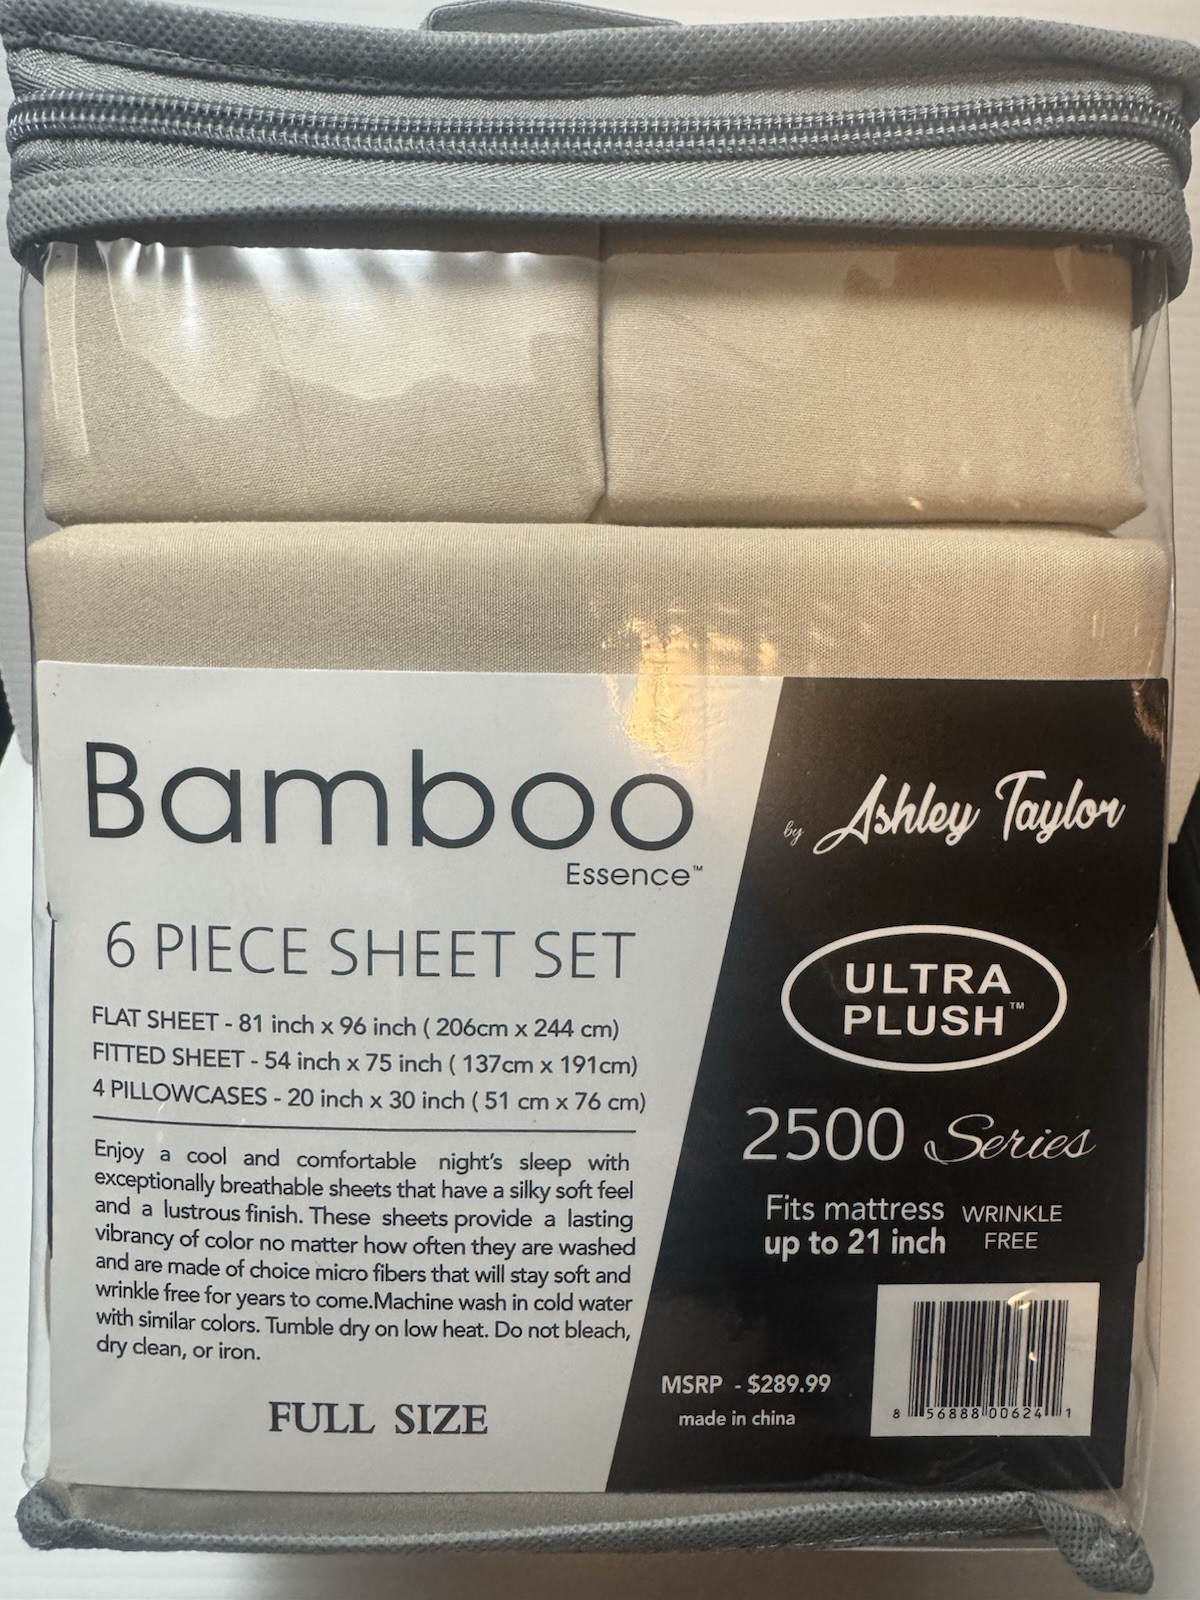 Bamboo
Essence™
6 PIECE SHEET SET
FLAT SHEET - 81 inch x 96 inch ( 206cm x 244 cm)
FITTED SHEET - 54 inch x 75 inch ( 137cm x 191cm)
4 PILLOWCASES - 20 inch x 30 inch ( 51 cm x 76 cm)
Enjoy a cool and comfortable night's sleep with
exceptionally breathable sheets that have a silky soft feel
and a lustrous finish. These sheets provide a lasting
vibrancy of color no matter how often they are washed
and are made of choice micro fibers that will stay soft and
wrinkle free for years to come.Machine wash in cold water
with similar colors. Tumble dry on low heat. Do not bleach,
dry clean, or iron.
FULL SIZE
by Ashley Taylor
ULTRA
PLUSH™
2500 Series
Fits mattress
up to 21 inch
WRINKLE
FREE
MSRP - $289.99
made in china
8 56888 00624 1